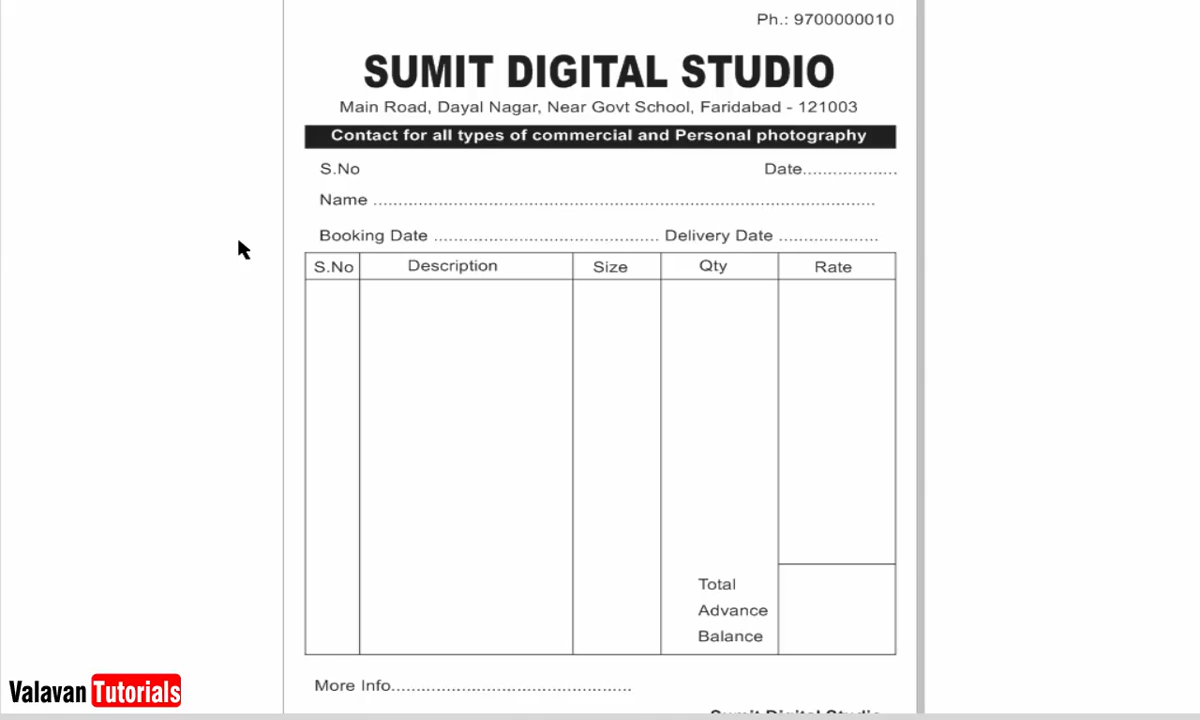 Ph.: 9700000010
SUMIT DIGITAL STUDIO
Main Road, Dayal Nagar, Near Govt School, Faridabad - 121003
Contact for all types of commercial and Personal photography
S.No Date...................
Name ....................................................................................................
Booking Date ............................................. Delivery Date ....................
S.No Description Size Qty Rate
Total
Advance
Balance
More Info................................................
Valavan Tutorials
Sumit Digital Studio